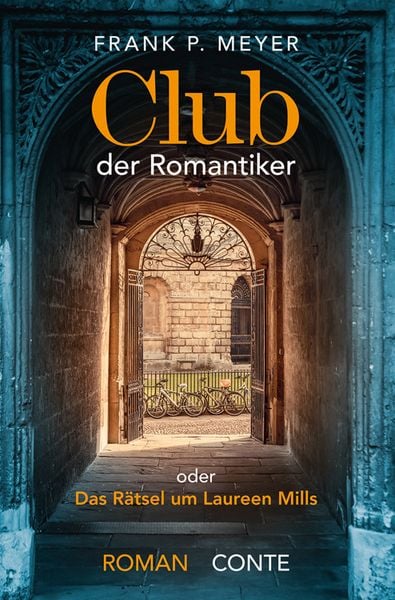 FRANK P. MEYER
Club
der Romantiker
oder
Das Rätsel um Laureen Mills
ROMAN CONTE